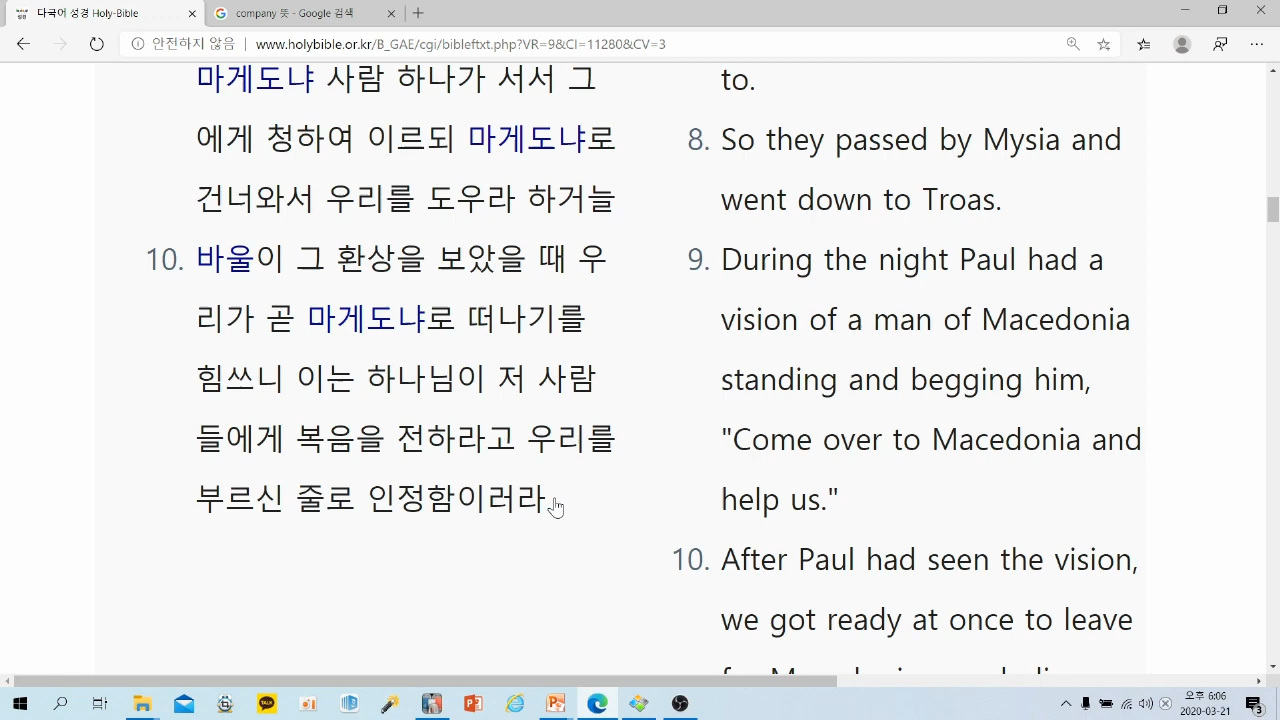 다국어 성경 Holy-Bible
company 뜻 - Google 검색
안전하지 않음
www.holybible.or.kr/B_GAE/cgi/bibleftxt.php?VR=9&CI=11280&CV=3
마게도냐 사람 하나가 서서 그
에게 청하여 이르되 마게도냐로
건너와서 우리를 도우라 하거늘
10. 바울이 그 환상을 보았을 때 우
리가 곧 마게도냐로 떠나기를
힘쓰니 이는 하나님이 저 사람
들에게 복음을 전하라고 우리를
부르신 줄로 인정함이러라
to.
8. So they passed by Mysia and
went down to Troas.
9. During the night Paul had a
vision of a man of Macedonia
standing and begging him,
"Come over to Macedonia and
help us."
10. After Paul had seen the vision,
we got ready at once to leave
오후 6:06
2020-03-21